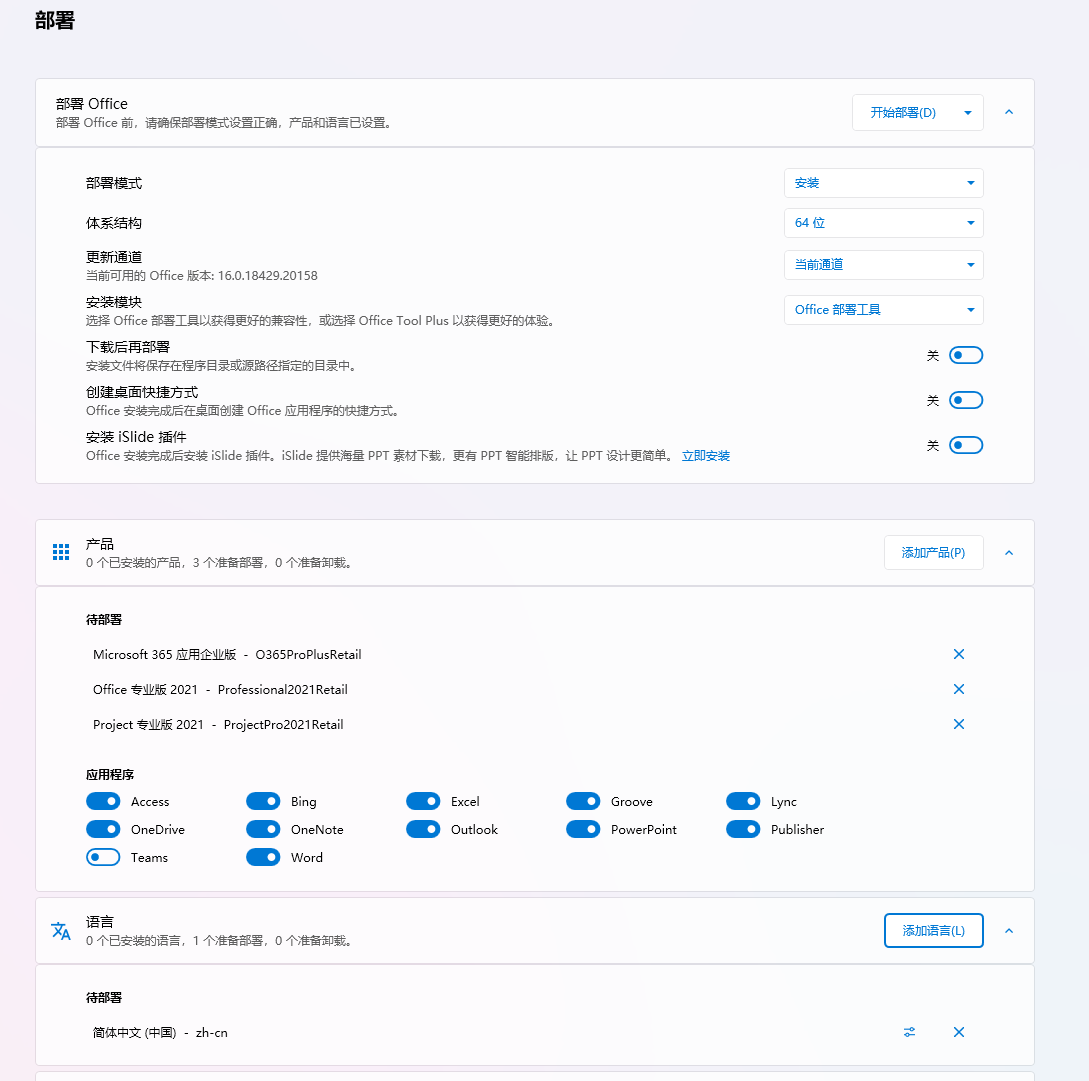 部署
部署 Office
部署 Office 前，请确保部署模式设置正确，产品和语言已设置。
开始部署(D)
部署模式
安装
体系结构
64 位
更新通道
当前可用的 Office 版本: 16.0.18429.20158
当前通道
安装模块
选择 Office 部署工具以获得更好的兼容性，或选择 Office Tool Plus 以获得更好的体验。
Office 部署工具
下载后再部署
安装文件将保存在程序目录或源路径指定的目录中。
关
创建桌面快捷方式
Office 安装完成后在桌面创建 Office 应用程序的快捷方式。
关
安装 iSlide 插件
Office 安装完成后安装 iSlide 插件。iSlide 提供海量 PPT 素材下载，更有 PPT 智能排版，让 PPT 设计更简单。 立即安装
关
产品
0 个已安装的产品，3 个准备部署，0 个准备卸载。
添加产品(P)
待部署
Microsoft 365 应用企业版 - O365ProPlusRetail
Office 专业版 2021 - Professional2021Retail
Project 专业版 2021 - ProjectPro2021Retail
应用程序
Access Bing Excel Groove Lync
OneDrive OneNote Outlook PowerPoint Publisher
Teams Word
语言
0 个已安装的语言，1 个准备部署，0 个准备卸载。
添加语言(L)
待部署
简体中文 (中国) - zh-cn